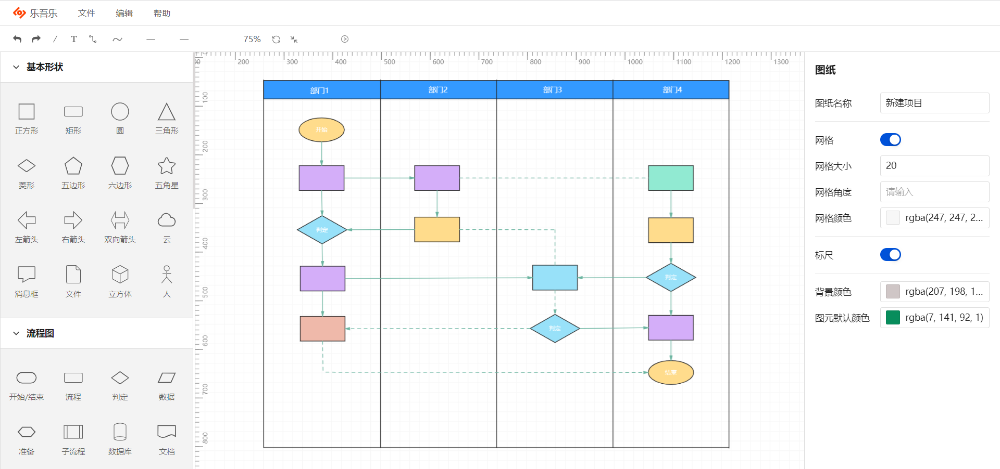 乐吾乐 文件 编辑 帮助
T 75%
基本形状
正方形 矩形 圆 三角形
菱形 五边形 六边形 五角星
左箭头 右箭头 双向箭头 云
消息框 文件 立方体 人
流程图
开始/结束 流程 判定 数据
准备 子流程 数据库 文档
200 300 400 500 600 700 800 900 1000 1100 1200 1300
100
200
300
400
500
600
700
800
部门1 部门2 部门3 部门4
开始
判定
判定
判定
结束
图纸
图纸名称 新建项目
网格
网格大小 20
网格角度 请输入
网格颜色 rgba(247, 247, 2...
标尺
背景颜色 rgba(207, 198, 1...
图元默认颜色 rgba(7, 141, 92, 1)